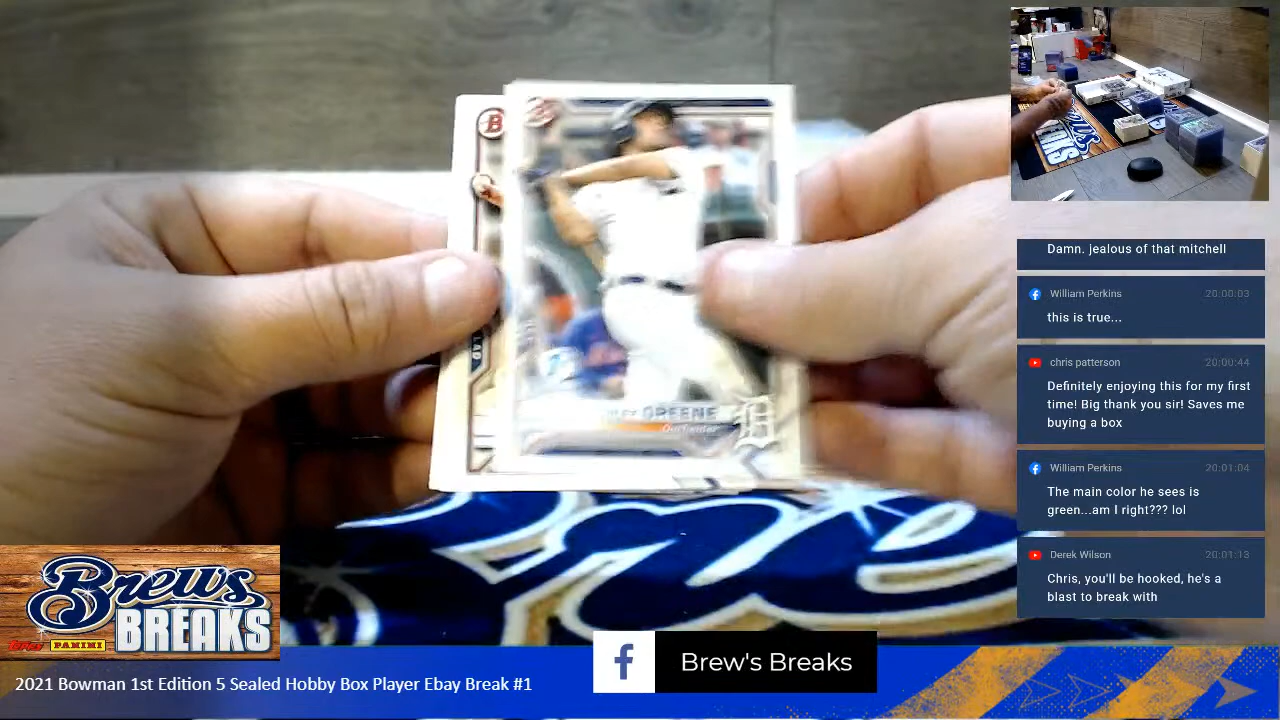 B
GREENE
Outfielder
D
Brews
BREAKS
Damn. jealous of that mitchell
William Perkins 20:00:03
this is true...
chris patterson 20:00:44
Definitely enjoying this for my first
time! Big thank you sir! Saves me
buying a box
William Perkins 20:01:04
The main color he sees is
green...am I right??? lol
Derek Wilson 20:01:13
Chris, you'll be hooked, he's a
blast to break with
Brews
BREAKS
Topps PANINI
f Brew's Breaks
2021 Bowman 1st Edition 5 Sealed Hobby Box Player Ebay Break #1